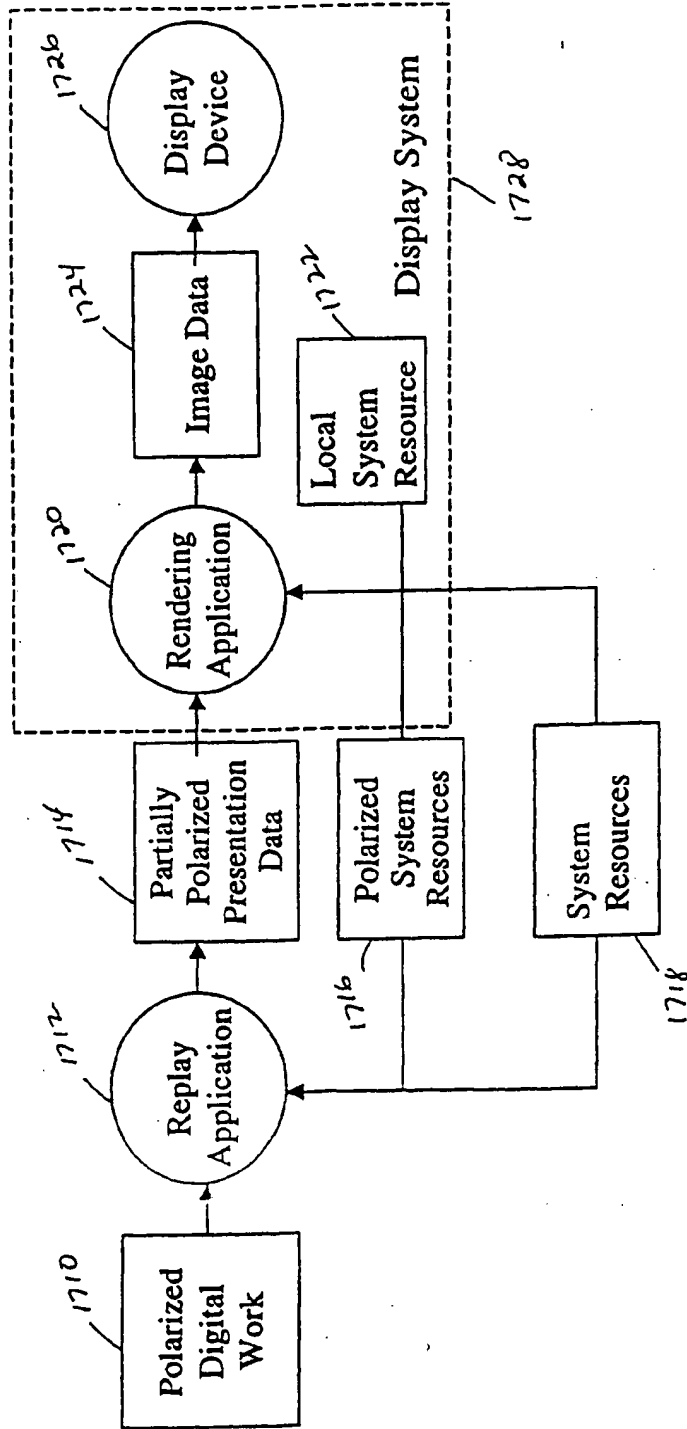 1710
Polarized
Digital
Work
1712
Replay
Application
1714
Partially
Polarized
Presentation
Data
1716
Polarized
System
Resources
System
Resources
1718
1720
Rendering
Application
Local
System
Resource
1722
1724
Image Data
1726
Display
Device
Display System
1728